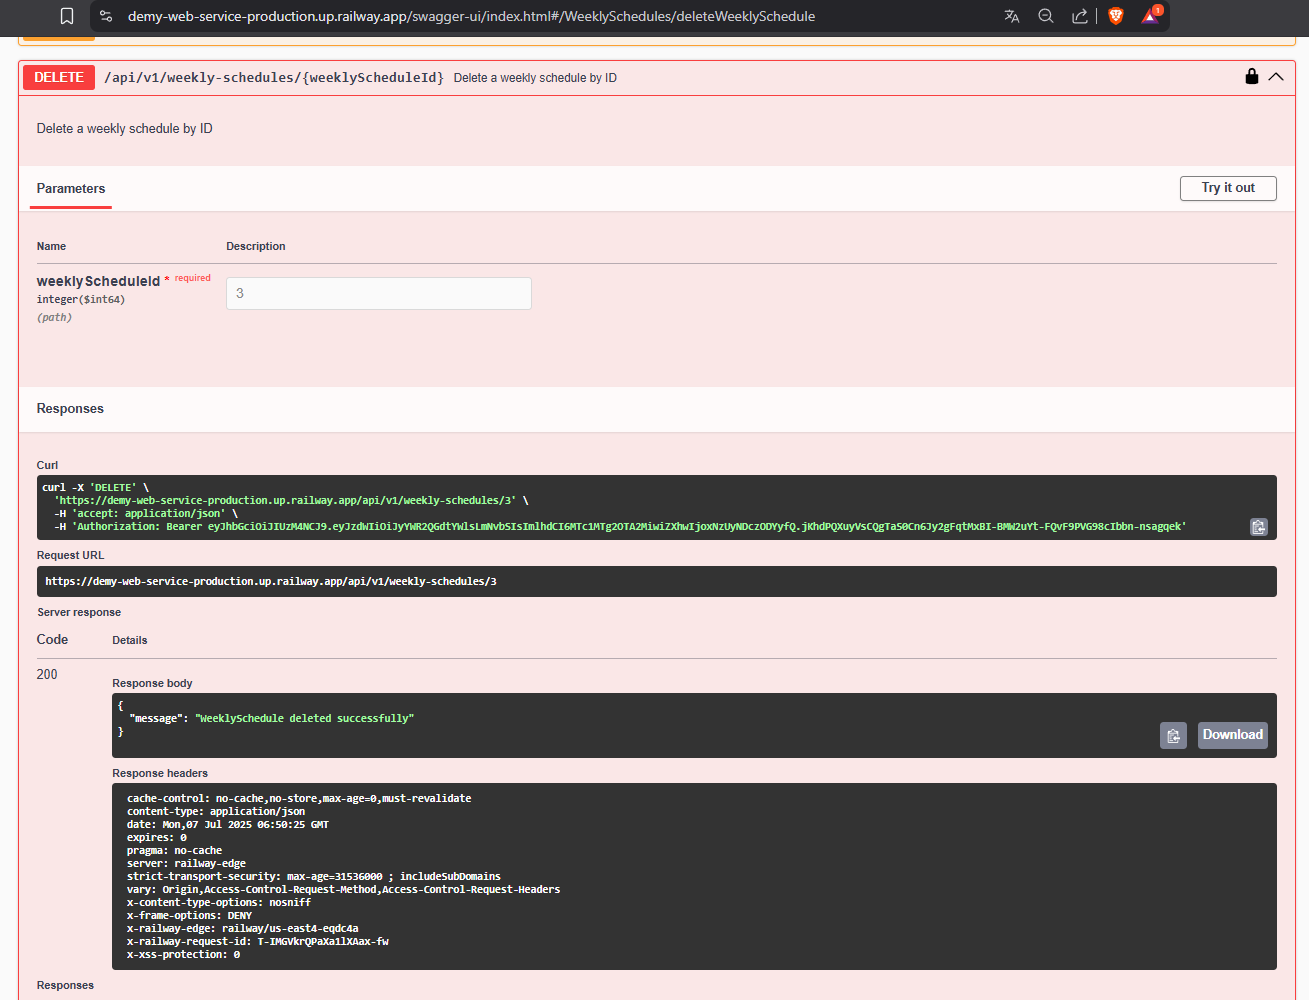 demy-web-service-production.up.railway.app/swagger-ui/index.html#/WeeklySchedules/deleteWeeklySchedule
1
DELETE /api/v1/weekly-schedules/{weeklyScheduleId} Delete a weekly schedule by ID
Delete a weekly schedule by ID
Parameters
Try it out
Name Description
weeklyScheduleId * required
integer($int64)
(path)
3
Responses
Curl
curl -X 'DELETE' \
'https://demy-web-service-production.up.railway.app/api/v1/weekly-schedules/3' \
-H 'accept: application/json' \
-H 'Authorization: Bearer eyJhbGciOiJIUzM4NCJ9.eyJzdWIiOiJyYWR2QGdtYWlsLmNvbSIsImlhdCI6MTc1MTg2OTA2MiwiZXhwIjoxNzUyNDczODYyfQ.jKhdPQXuyVsCQgTa50Cn6Jy2gFqtMxBI-BMW2uYt-FQvF9PVG98cIbbn-nsagqek'
Request URL
https://demy-web-service-production.up.railway.app/api/v1/weekly-schedules/3
Server response
Code Details
200
Response body
{
"message": "WeeklySchedule deleted successfully"
}
Download
Response headers
cache-control: no-cache,no-store,max-age=0,must-revalidate
content-type: application/json
date: Mon,07 Jul 2025 06:50:25 GMT
expires: 0
pragma: no-cache
server: railway-edge
strict-transport-security: max-age=31536000 ; includeSubDomains
vary: Origin,Access-Control-Request-Method,Access-Control-Request-Headers
x-content-type-options: nosniff
x-frame-options: DENY
x-railway-edge: railway/us-east4-eqdc4a
x-railway-request-id: T-IMGVkrQPaXa1lXAax-fw
x-xss-protection: 0
Responses